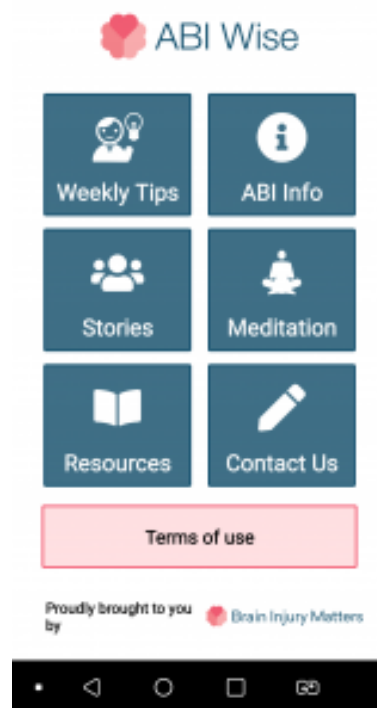 ABI Wise
Weekly Tips
ABI Info
Stories
Meditation
Resources
Contact Us
Terms of use
Proudly brought to you
by
Brain Injury Matters